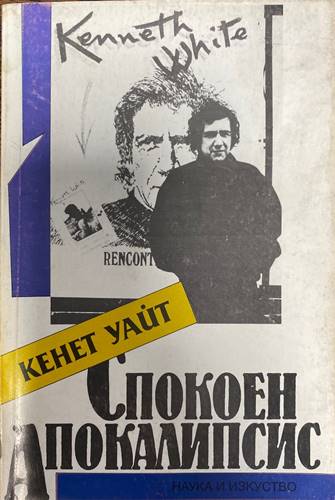 Kenneth
White
RENCONT
КЕНЕТ УАЙТ
СПОКОЕН
АПОКАЛИПСИС
НАУКА И ИЗКУСТВО